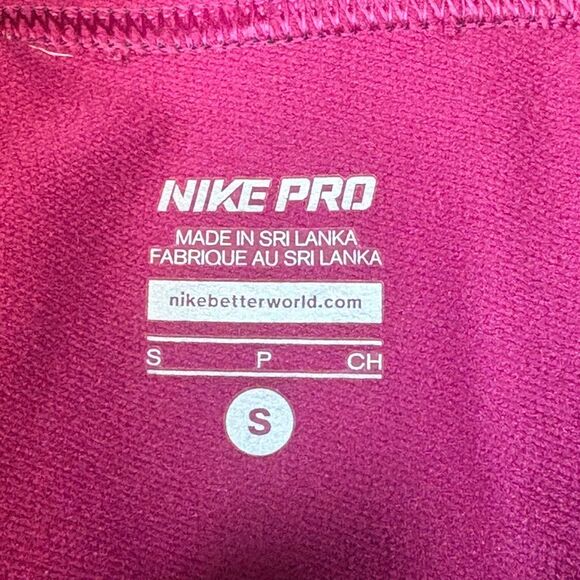 NIKE PRO
MADE IN SRI LANKA
FABRIQUE AU SRI LANKA
nikebetterworld.com
S P CH
S